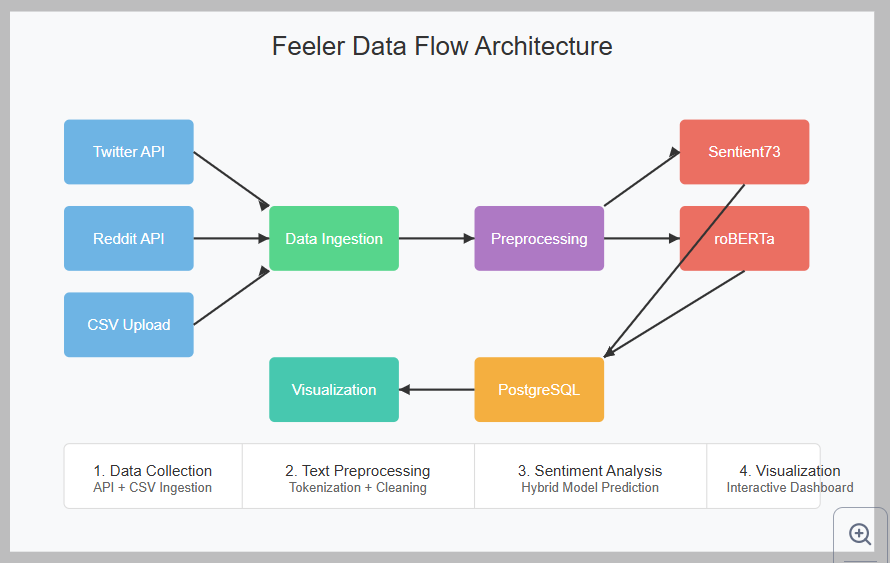 Feeler Data Flow Architecture
Twitter API
Sentient73
Reddit API
Data Ingestion
Preprocessing
roBERTa
CSV Upload
Visualization
PostgreSQL
1. Data Collection
API + CSV Ingestion
2. Text Preprocessing
Tokenization + Cleaning
3. Sentiment Analysis
Hybrid Model Prediction
4. Visualization
Interactive Dashboard